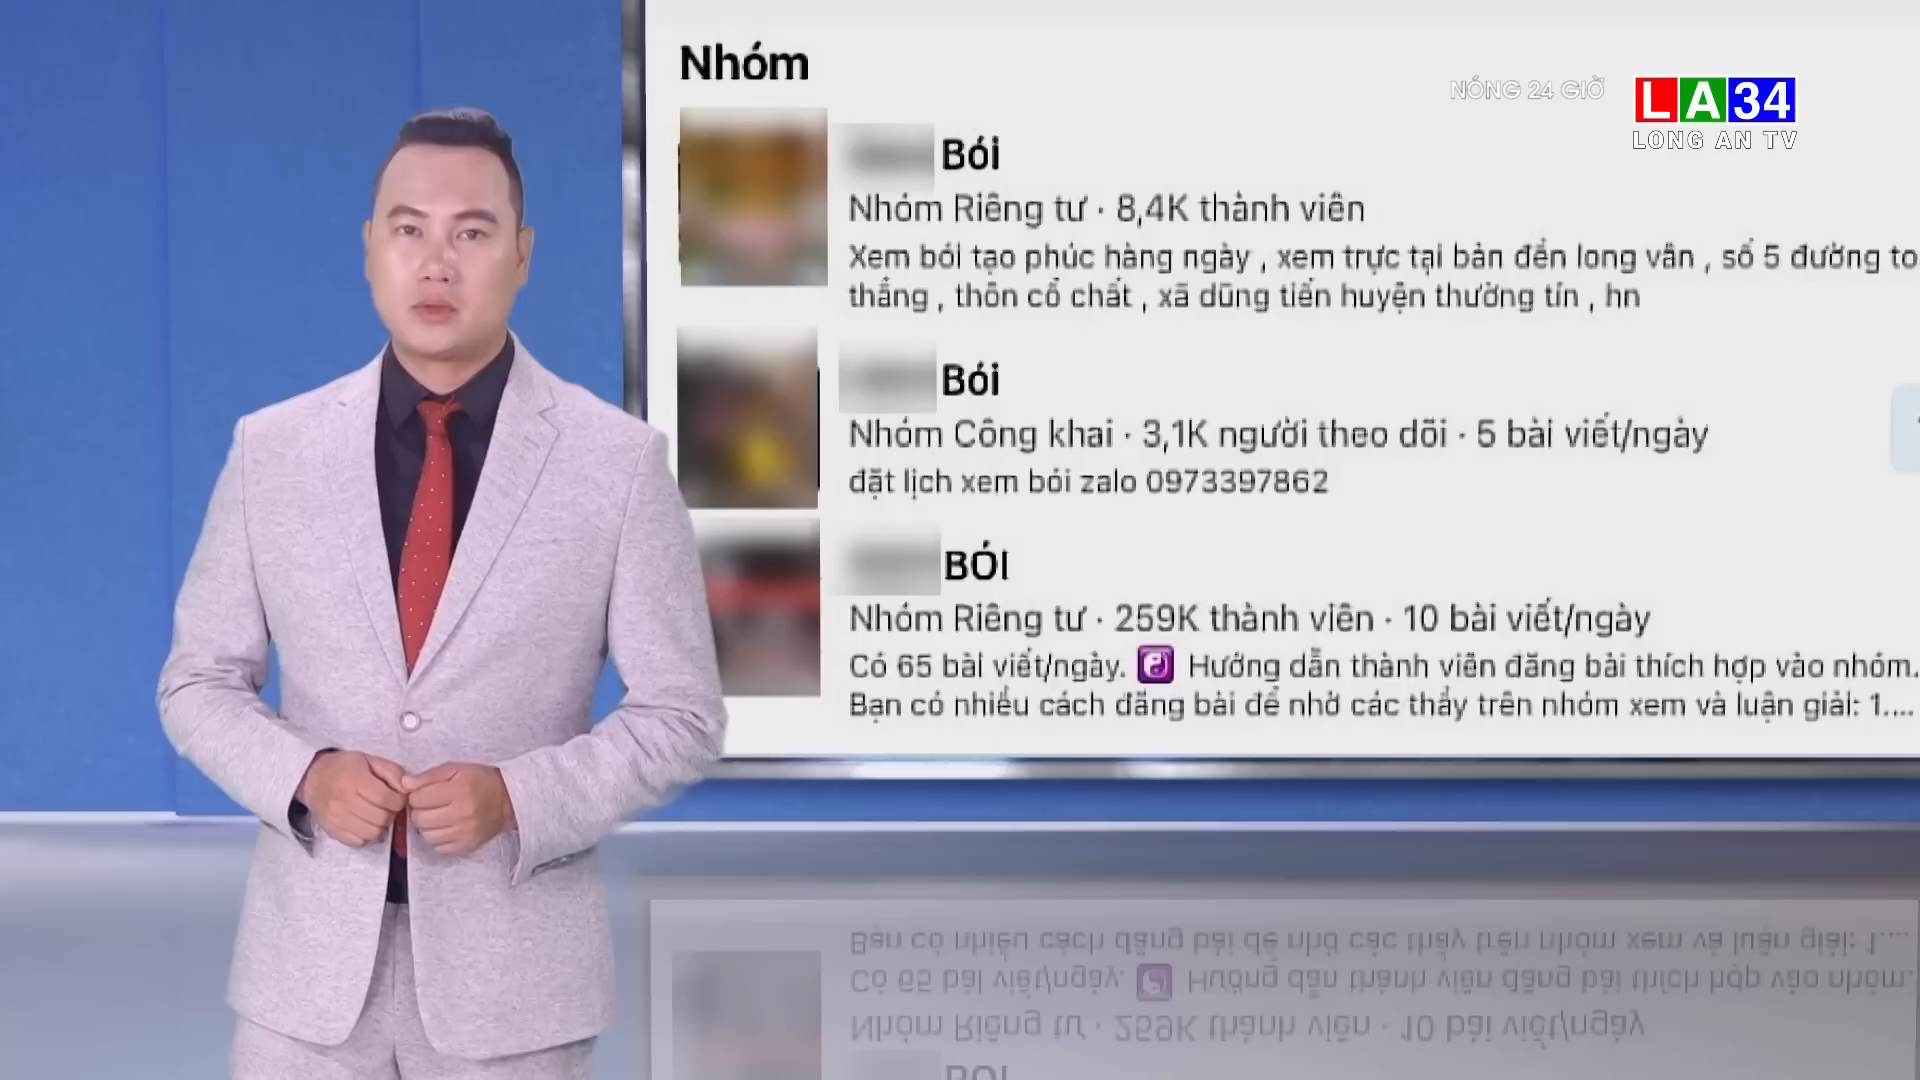 Nhóm
NÓNG 24 GIỜ
LA34
LONG AN TV
Bói
Nhóm Riêng tư · 8,4K thành viên
Xem bói tạo phúc hàng ngày , xem trực tại bản đền long vân , số 5 đường to
thắng , thôn cổ chất , xã dũng tiến huyện thường tín , hn
Bói
Nhóm Công khai · 3,1K người theo dõi · 5 bài viết/ngày
đặt lịch xem bói zalo 0973397862
BÓI
Nhóm Riêng tư · 259K thành viên · 10 bài viết/ngày
Có 65 bài viết/ngày. ☯️ Hướng dẫn thành viên đăng bài thích hợp vào nhóm.
Bạn có nhiều cách đăng bài để nhờ các thầy trên nhóm xem và luận giải: 1....